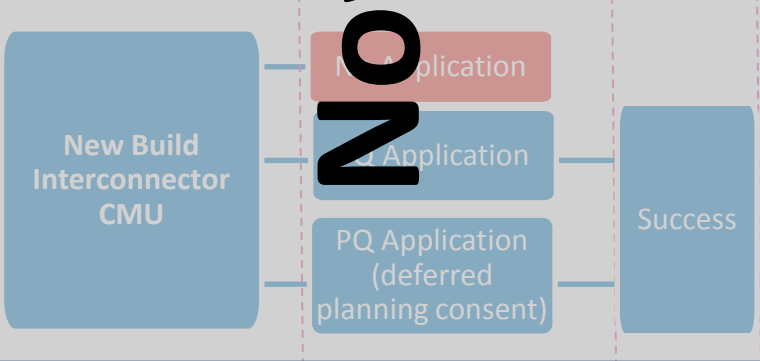 New Build
Interconnector
CMU
No
Application
Application
PQ Application
(deferred
planning consent)
Success